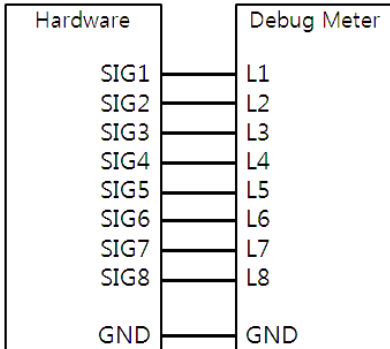 Hardware Debug Meter
SIG1 L1
SIG2 L2
SIG3 L3
SIG4 L4
SIG5 L5
SIG6 L6
SIG7 L7
SIG8 L8
GND GND